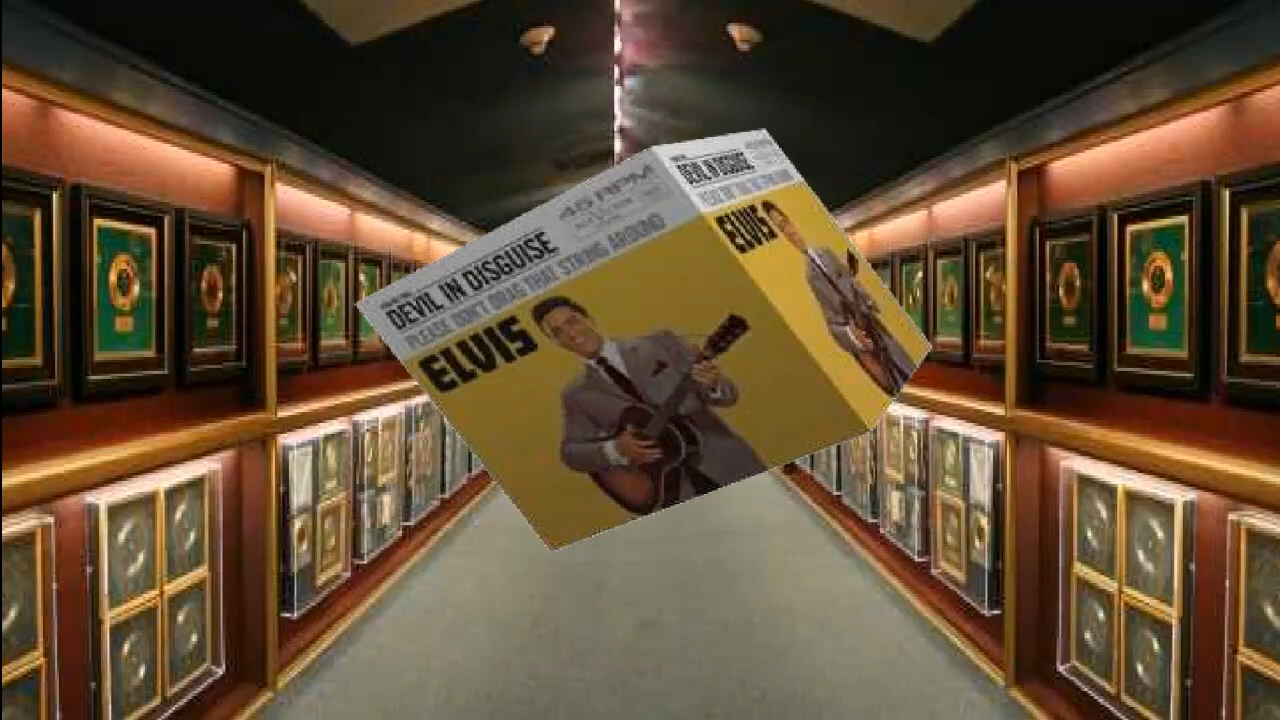 45 RPM
DEVIL IN DISGUISE
PLEASE DON'T DRAG THAT STRING AROUND
ELVIS
DEVIL IN DISGUISE
ELVIS